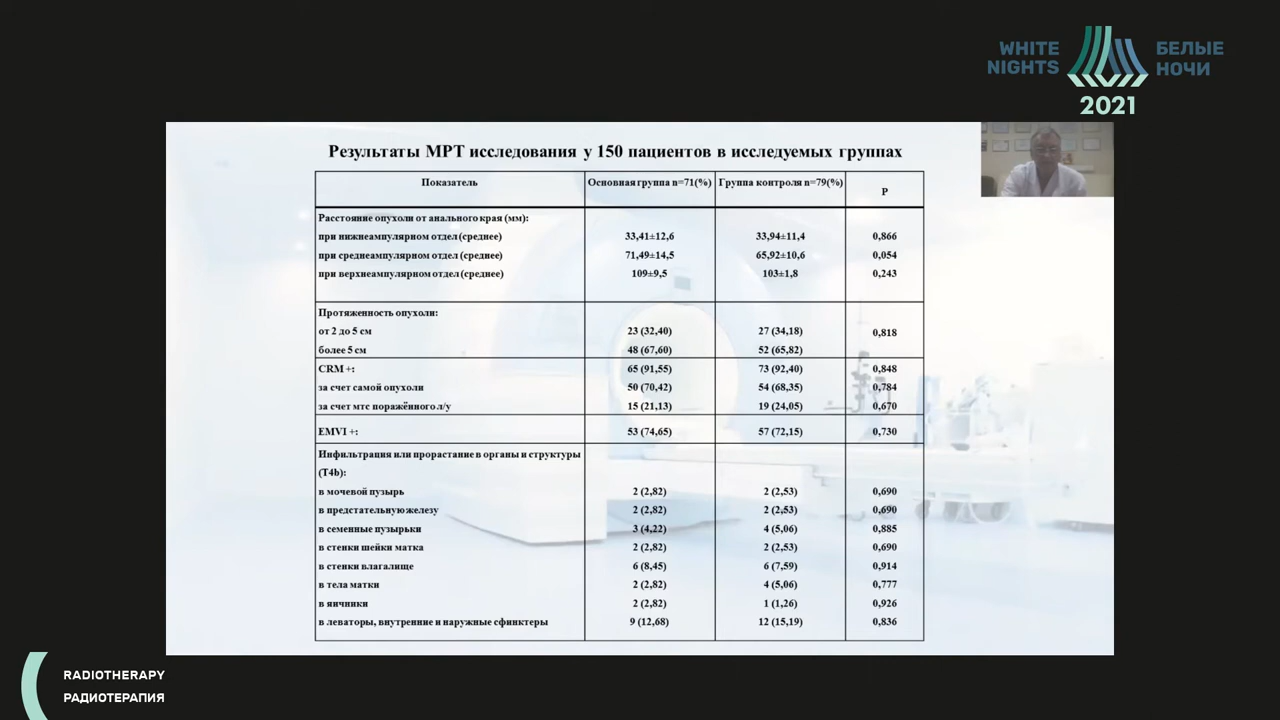 WHITE NIGHTS
БЕЛЫЕ НОЧИ
2021
Результаты МРТ исследования у 150 пациентов в исследуемых группах
Показатель Основная группа n=71(%) Группа контроля n=79(%) P
Расстояние опухоли от анального края (мм):
при нижнеампулярном отдел (среднее) 33,41±12,6 33,94±11,4 0,866
при среднеампулярном отдел (среднее) 71,49±14,5 65,92±10,6 0,054
при верхнеампулярном отдел (среднее) 109±9,5 103±1,8 0,243
Протяженность опухоли:
от 2 до 5 см 23 (32,40) 27 (34,18) 0,818
более 5 см 48 (67,60) 52 (65,82)
CRM +: 65 (91,55) 73 (92,40) 0,848
за счет самой опухоли 50 (70,42) 54 (68,35) 0,784
за счет мтс поражённого л/у 15 (21,13) 19 (24,05) 0,670
EMVI +: 53 (74,65) 57 (72,15) 0,730
Инфильтрация или прорастание в органы и структуры
(T4b):
в мочевой пузырь 2 (2,82) 2 (2,53) 0,690
в предстательную железу 2 (2,82) 2 (2,53) 0,690
в семенные пузырьки 3 (4,22) 4 (5,06) 0,885
в стенки шейки матка 2 (2,82) 2 (2,53) 0,690
в стенки влагалище 6 (8,45) 6 (7,59) 0,914
в тела матки 2 (2,82) 4 (5,06) 0,777
в яичники 2 (2,82) 1 (1,26) 0,926
в леваторы, внутренние и наружные сфинктеры 9 (12,68) 12 (15,19) 0,836
RADIOTHERAPY
РАДИОТЕРАПИЯ